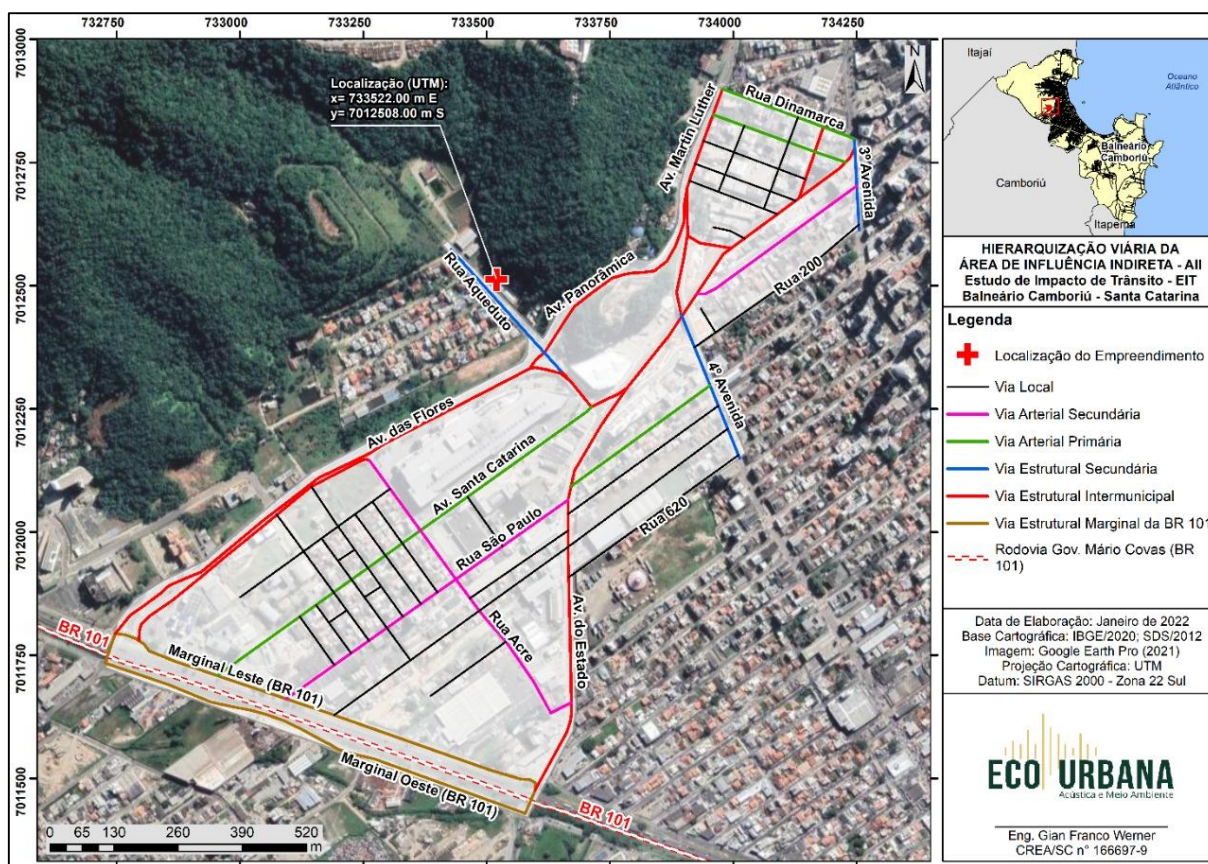 732750
733000
733250
733500
733750
734000
734250
7013000
7012750
7012500
7012250
7012000
7011750
7011500
N
Localização (UTM):
x= 733522.00 m E
y= 7012508.00 m S
Av. Martin Luther
Rua Dinamarca
3º Avenida
Rua Aqueduto
Av. Panorâmica
Rua 200
4º Avenida
Av. das Flores
Av. Santa Catarina
Rua São Paulo
Rua 620
Rua Acre
Av. do Estado
BR 101
Marginal Leste (BR 101)
Marginal Oeste (BR 101)
BR 101
0 65 130 260 390 520
m
Itajaí
Oceano
Atlântico
Balneário
Camboriú
Camboriú
Itapema
HIERARQUIZAÇÃO VIÁRIA DA
ÁREA DE INFLUÊNCIA INDIRETA - AII
Estudo de Impacto de Trânsito - EIT
Balneário Camboriú - Santa Catarina
Legenda
Localização do Empreendimento
Via Local
Via Arterial Secundária
Via Arterial Primária
Via Estrutural Secundária
Via Estrutural Intermunicipal
Via Estrutural Marginal da BR 101
Rodovia Gov. Mário Covas (BR
101)
Data de Elaboração: Janeiro de 2022
Base Cartográfica: IBGE/2020; SDS/2012
Imagem: Google Earth Pro (2021)
Projeção Cartográfica: UTM
Datum: SIRGAS 2000 - Zona 22 Sul
ECO URBANA
Acústica e Meio Ambiente
Eng. Gian Franco Werner
CREA/SC n° 166697-9